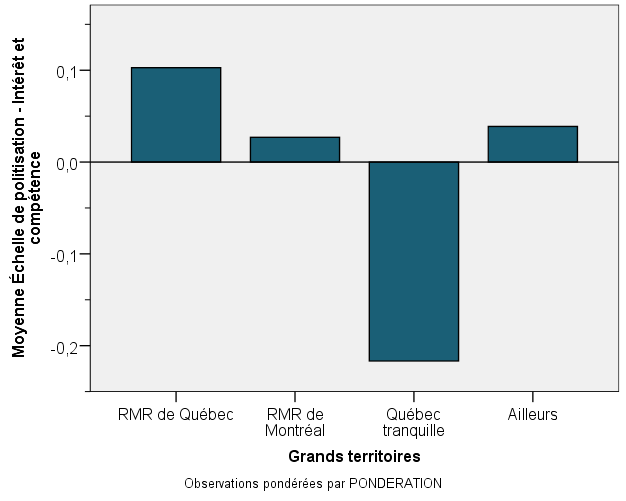 Moyenne Échelle de politisation - Intérêt et
compétence
0,1
0,0
-0,1
-0,2
RMR de Québec
RMR de
Montréal
Québec
tranquille
Ailleurs
Grands territoires
Observations pondérées par PONDERATION